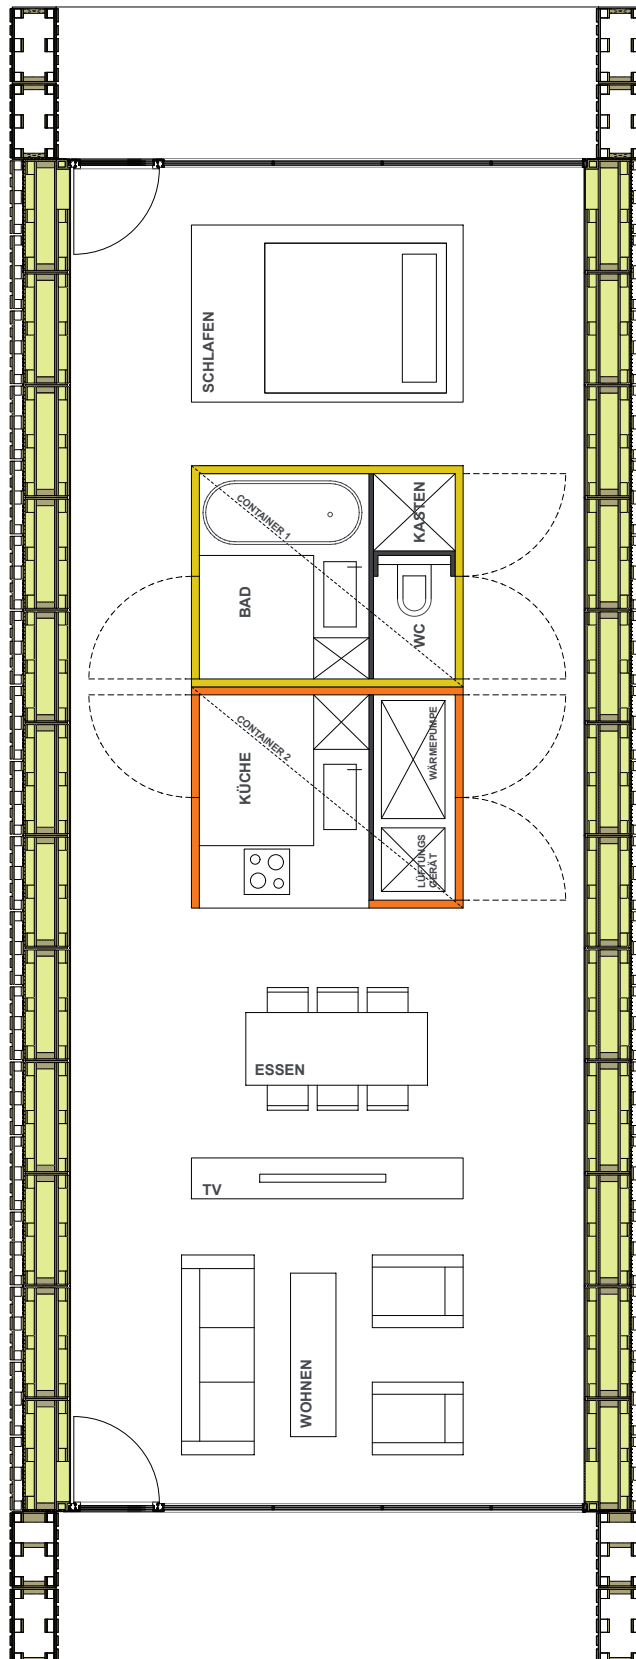 SCHLAFEN
CONTAINER 1
KASTEN
BAD
WC
CONTAINER 2
KÜCHE
WÄRMEPUMPE
LÜFTUNGS
GERÄT
ESSEN
TV
WOHNEN